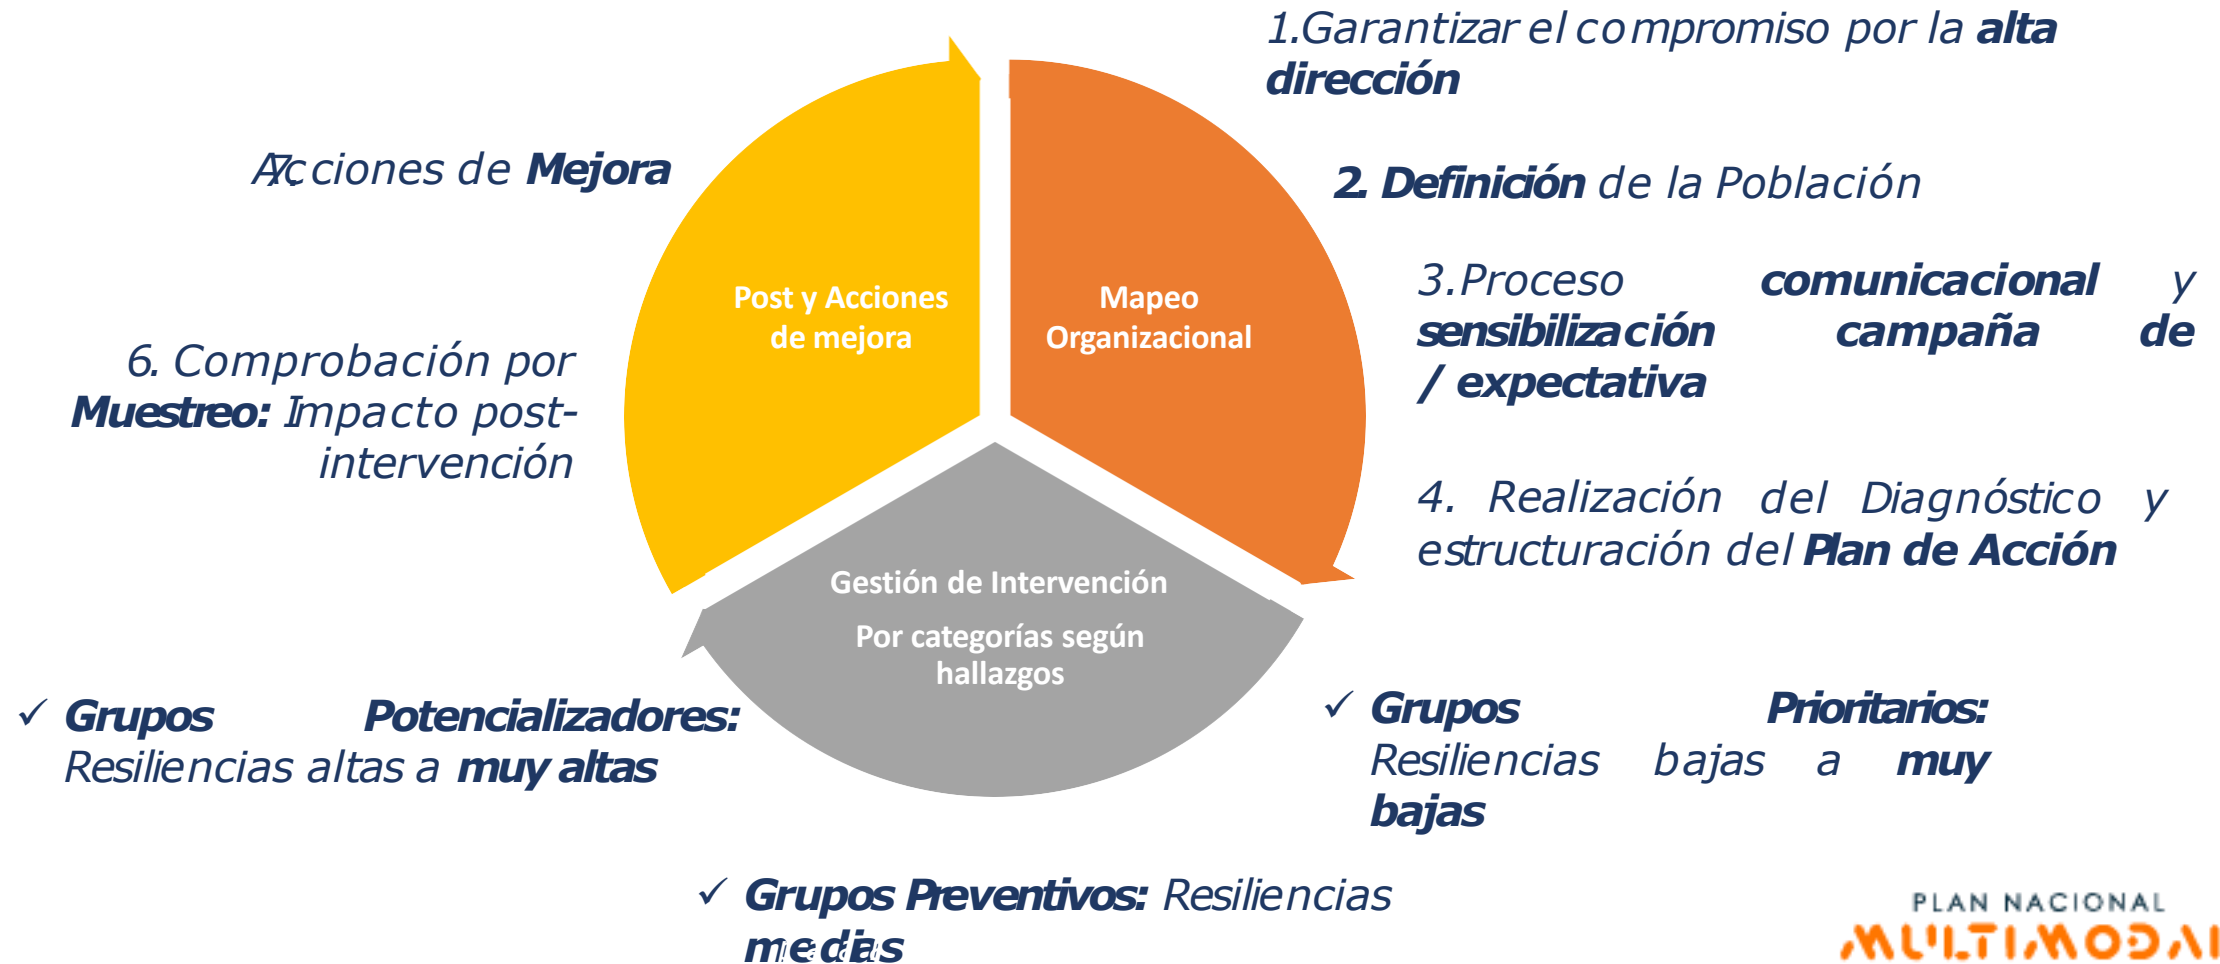 1.Garantizar el compromiso por la alta
dirección
2. Definición de la Población
3.Proceso comunicacional y
sensibilización campaña de
/ expectativa
4. Realización del Diagnóstico y
estructuración del Plan de Acción
Mapeo
Organizacional
Gestión de Intervención
Por categorías según
hallazgos
✓ Grupos Prioritarios:
Resiliencias bajas a muy
bajas
✓ Grupos Preventivos: Resiliencias
medias
✓ Grupos Potencializadores:
Resiliencias altas a muy altas
Post y Acciones
de mejora
6. Comprobación por
Muestreo: Impacto post-
intervención
7. Acciones de Mejora
PLAN NACIONAL
MULTIMODAL